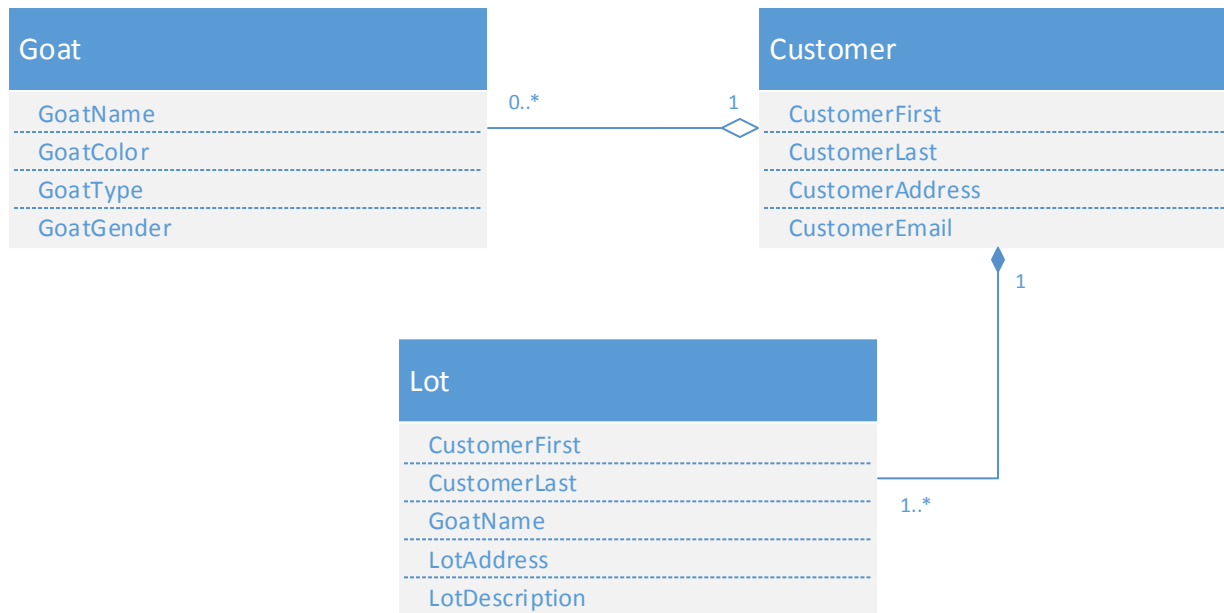 Goat
GoatName
GoatColor
GoatType
GoatGender
0..*
1
Customer
CustomerFirst
CustomerLast
CustomerAddress
CustomerEmail
1
Lot
CustomerFirst
CustomerLast
GoatName
LotAddress
LotDescription
1..*